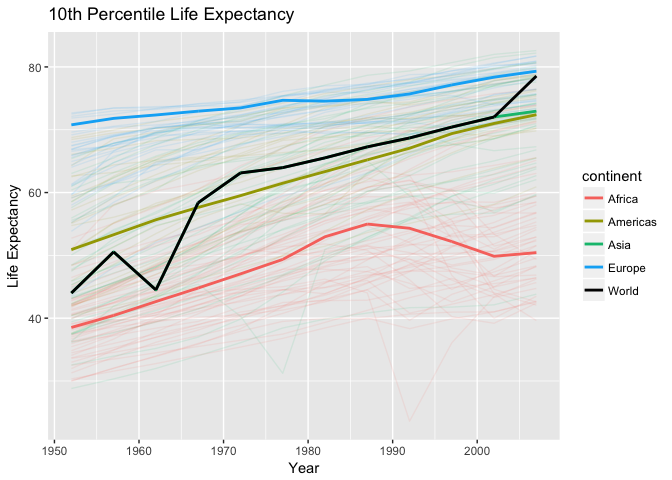 10th Percentile Life Expectancy
80
60
40
Life Expectancy
1950 1960 1970 1980 1990 2000
Year
continent
Africa
Americas
Asia
Europe
World